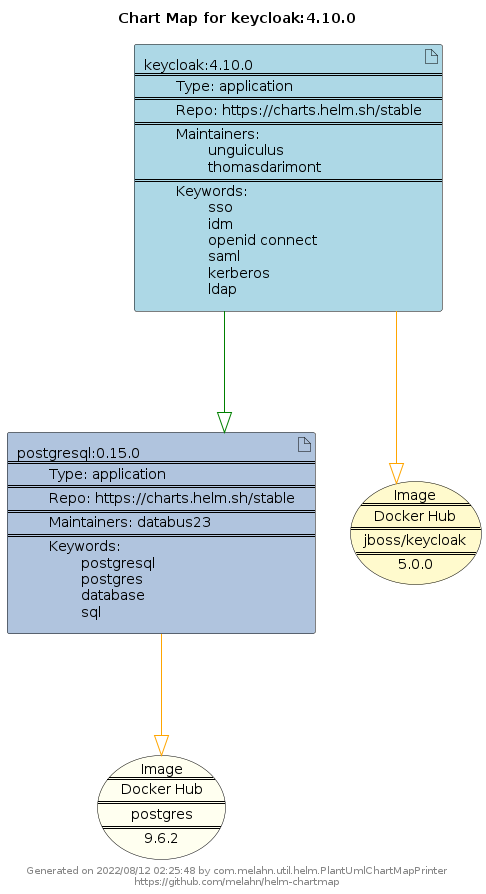 Chart Map for keycloak:4.10.0
keycloak:4.10.0
Type: application
Repo: https://charts.helm.sh/stable
Maintainers:
unguiculus
thomasdarimont
Keywords:
sso
idm
openid connect
saml
kerberos
ldap
postgresql:0.15.0
Type: application
Repo: https://charts.helm.sh/stable
Maintainers: databus23
Keywords:
postgresql
postgres
database
sql
Image
Docker Hub
jboss/keycloak
5.0.0
Image
Docker Hub
postgres
9.6.2
Generated on 2022/08/12 02:25:48 by com.melahn.util.helm.PlantUmlChartMapPrinter
https://github.com/melahn/helm-chartmap